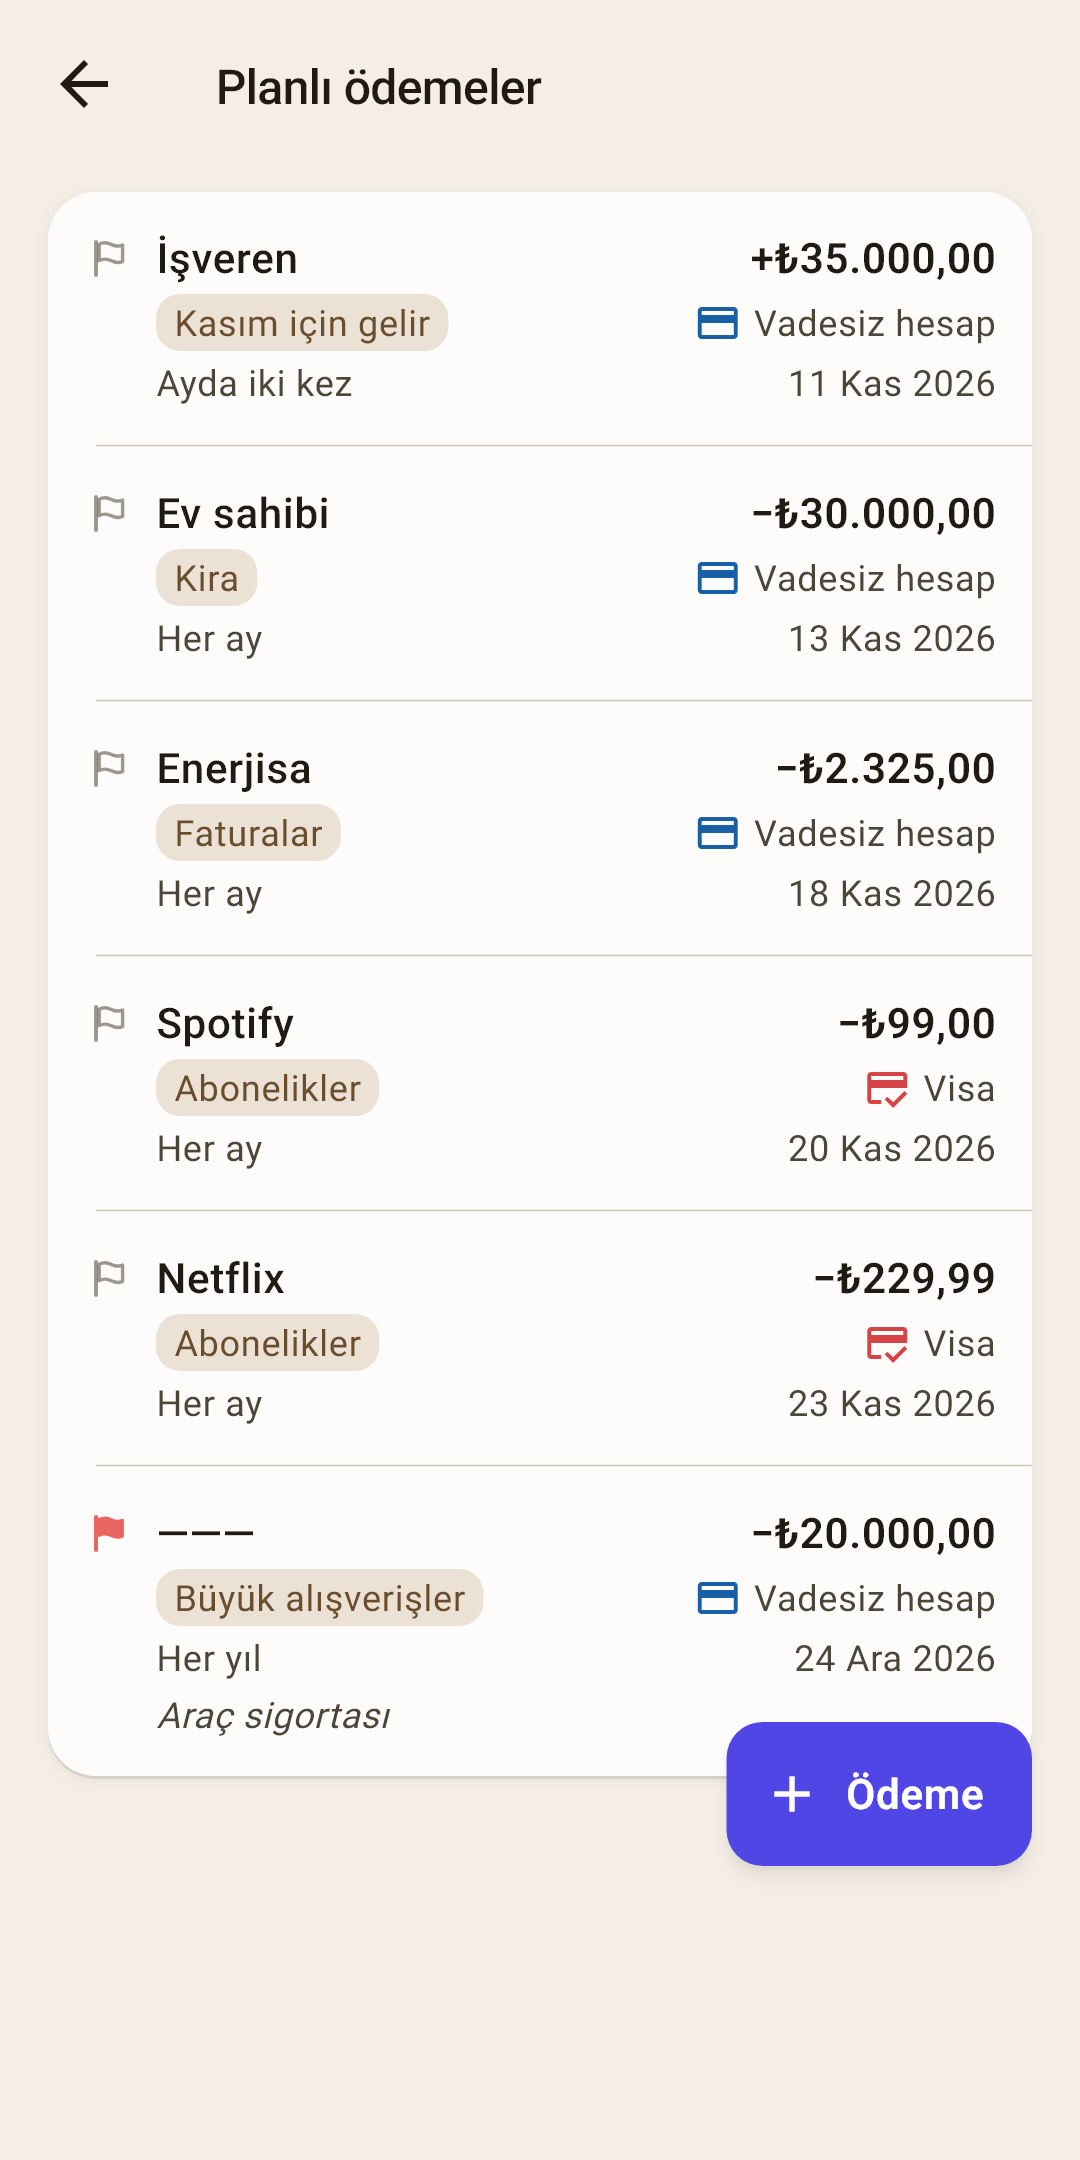 Planlı ödemeler
İşveren +₺35.000,00
Kasım için gelir Vadesiz hesap
Ayda iki kez 11 Kas 2026
Ev sahibi −₺30.000,00
Kira Vadesiz hesap
Her ay 13 Kas 2026
Enerjisa −₺2.325,00
Faturalar Vadesiz hesap
Her ay 18 Kas 2026
Spotify −₺99,00
Abonelikler Visa
Her ay 20 Kas 2026
Netflix −₺229,99
Abonelikler Visa
Her ay 23 Kas 2026
——— −₺20.000,00
Büyük alışverişler Vadesiz hesap
Her yıl 24 Ara 2026
Araç sigortası
Ödeme